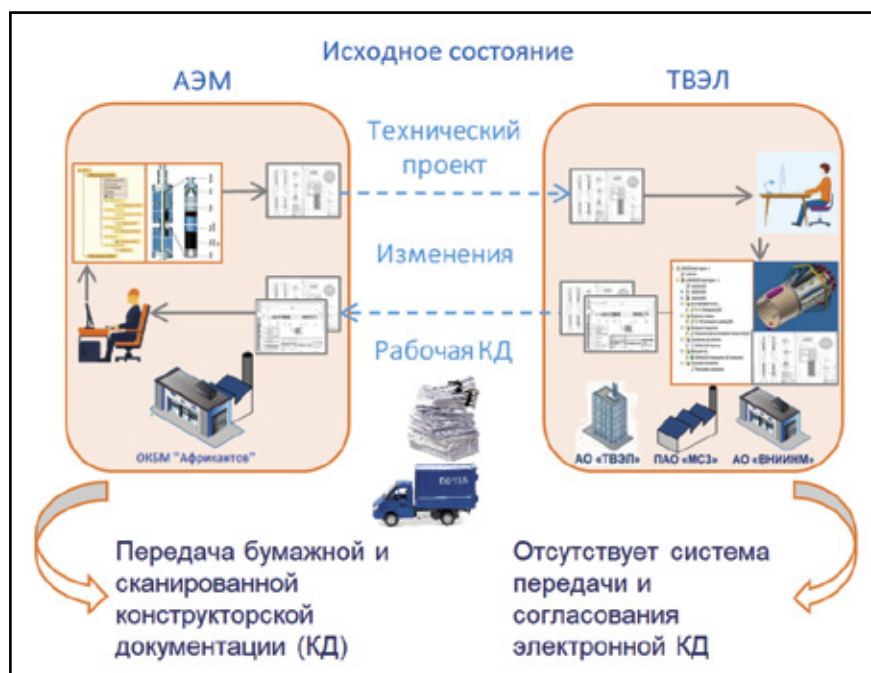 Исходное состояние
АЭМ
ТВЭЛ
Технический
проект
Изменения
Рабочая КД
ОКБМ "Африкантов"
ПОЧТА
АО «ТВЭЛ»
ПАО «МСЗ»
АО «ВНИИНМ»
Передача бумажной и
сканированной
конструкторской
документации (КД)
Отсутствует система
передачи и
согласования
электронной КД